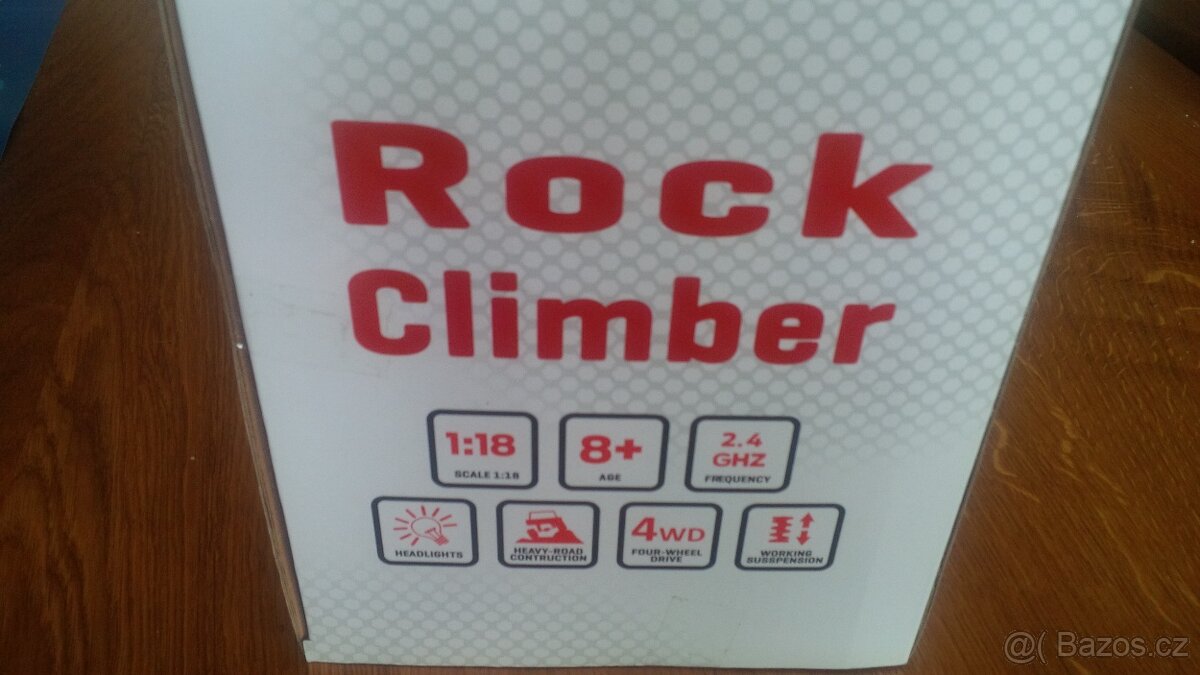 Rock
Climber
1:18
SCALE 1:18
8+
AGE
2.4
GHZ
FREQUENCY
HEADLIGHTS
HEAVY-ROAD
CONTRUCTION
4WD
FOUR-WHEEL
DRIVE
WORKING
SUSSPENSION
@( Bazos.cz